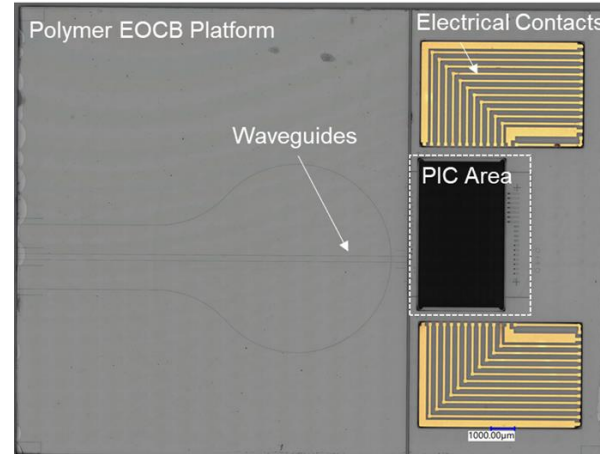 Polymer EOCB Platform
Electrical Contacts
Waveguides
PIC Area
1000.00μm